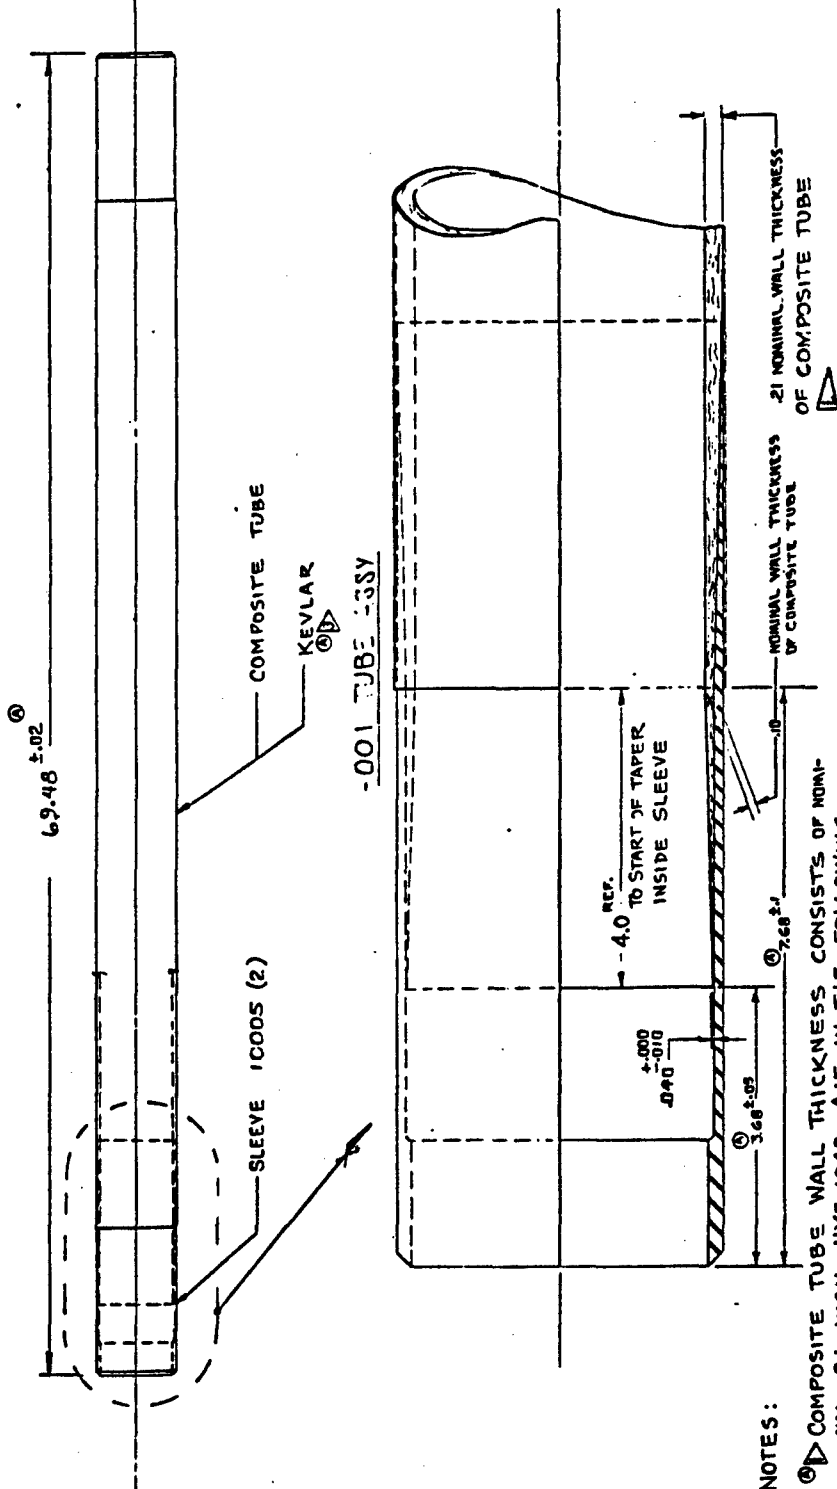 69.48 ±.02 Ⓐ
COMPOSITE TUBE
KEVLAR
Ⓐ 3
SLEEVE 1C005 (2)
-001 TUBE ASSY
-4.0 REF.
TO START OF TAPER
INSIDE SLEEVE
.040 +.000 -.010
Ⓐ 3.68 ±.05
Ⓐ 7.68 ±.1
.10 NOMINAL WALL THICKNESS
OF COMPOSITE TUBE
.21 NOMINAL WALL THICKNESS
OF COMPOSITE TUBE
NOTES:
Ⓐ COMPOSITE TUBE WALL THICKNESS CONSISTS OF NOMI-